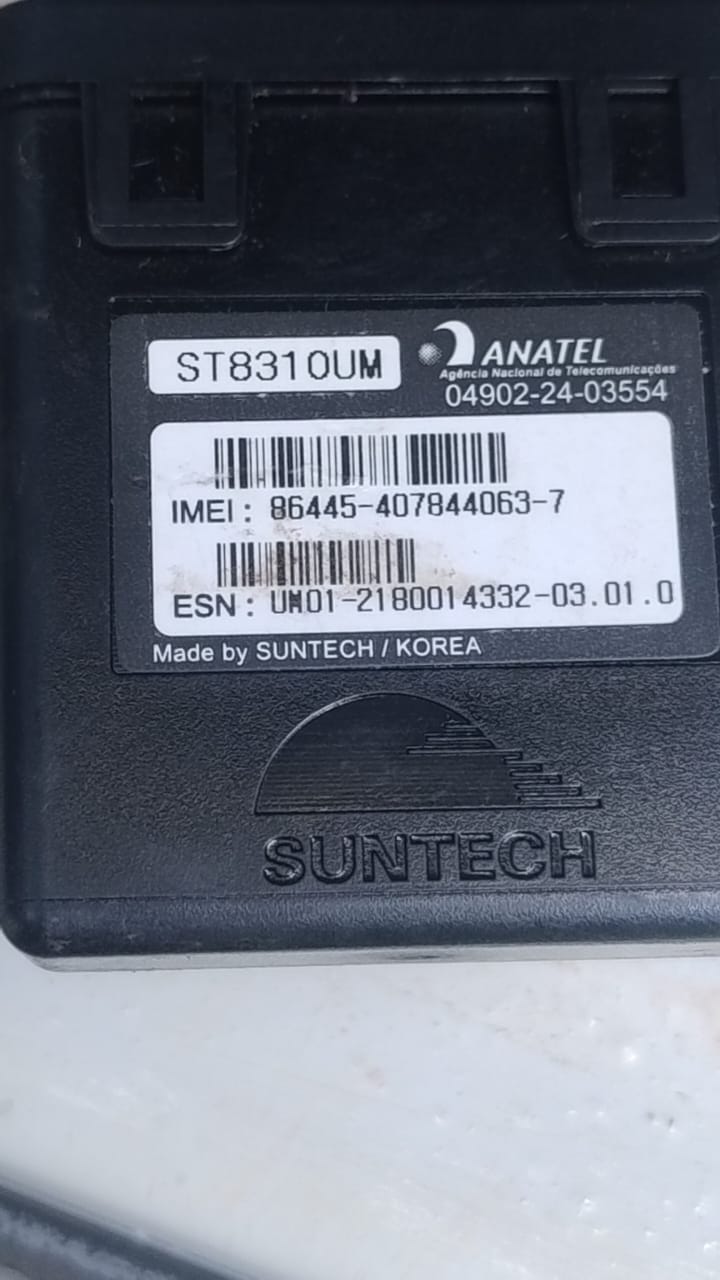 ST8310UM
ANATEL
Agência Nacional de Telecomunicações
04902-24-03554
IMEI : 86445-407844063-7
ESN : UM01-2180014332-03.01.0
Made by SUNTECH / KOREA
SUNTECH